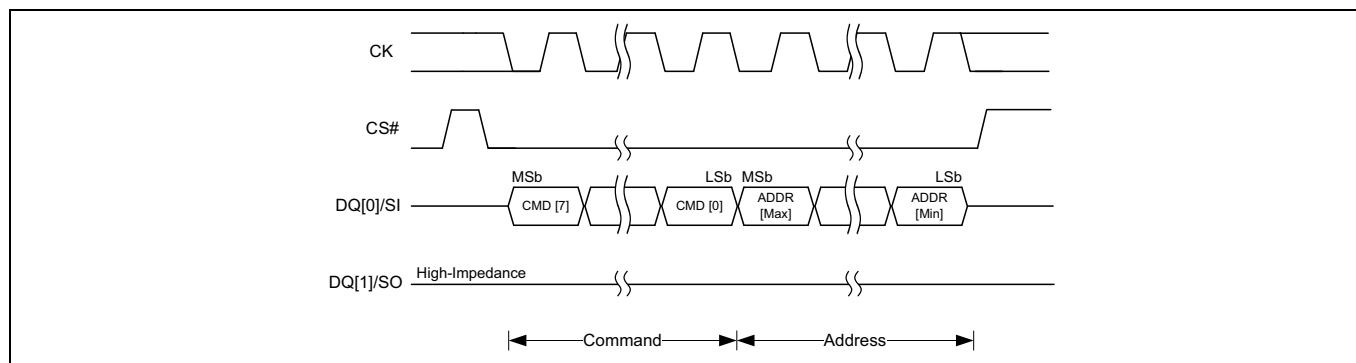 CK
CS#
MSb LSb MSb LSb
DQ[0]/SI CMD [7] CMD [0] ADDR [Max] ADDR [Min]
High-Impedance
DQ[1]/SO
Command Address